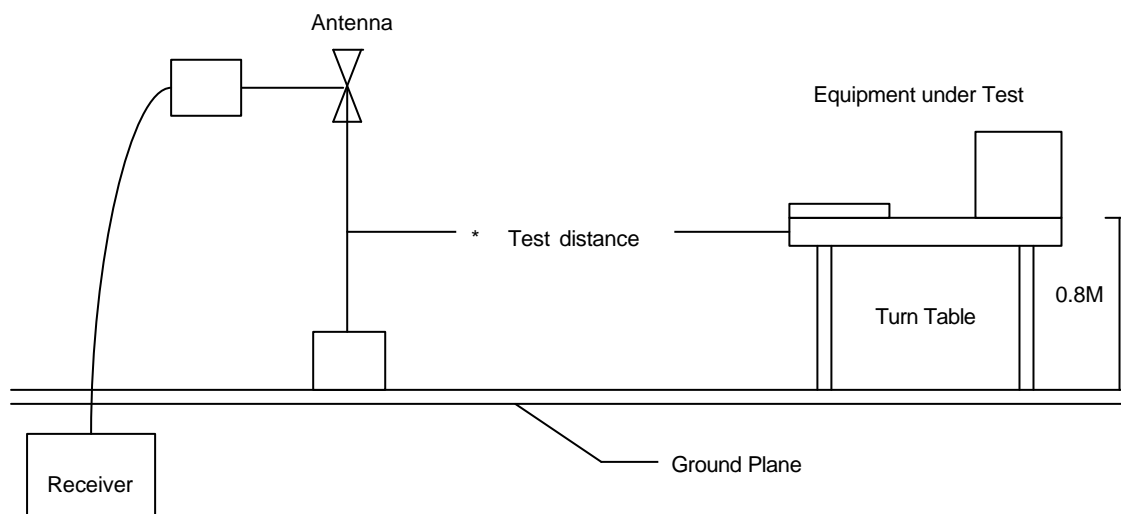 Antenna
Equipment under Test
* Test distance
0.8M
Turn Table
Ground Plane
Receiver